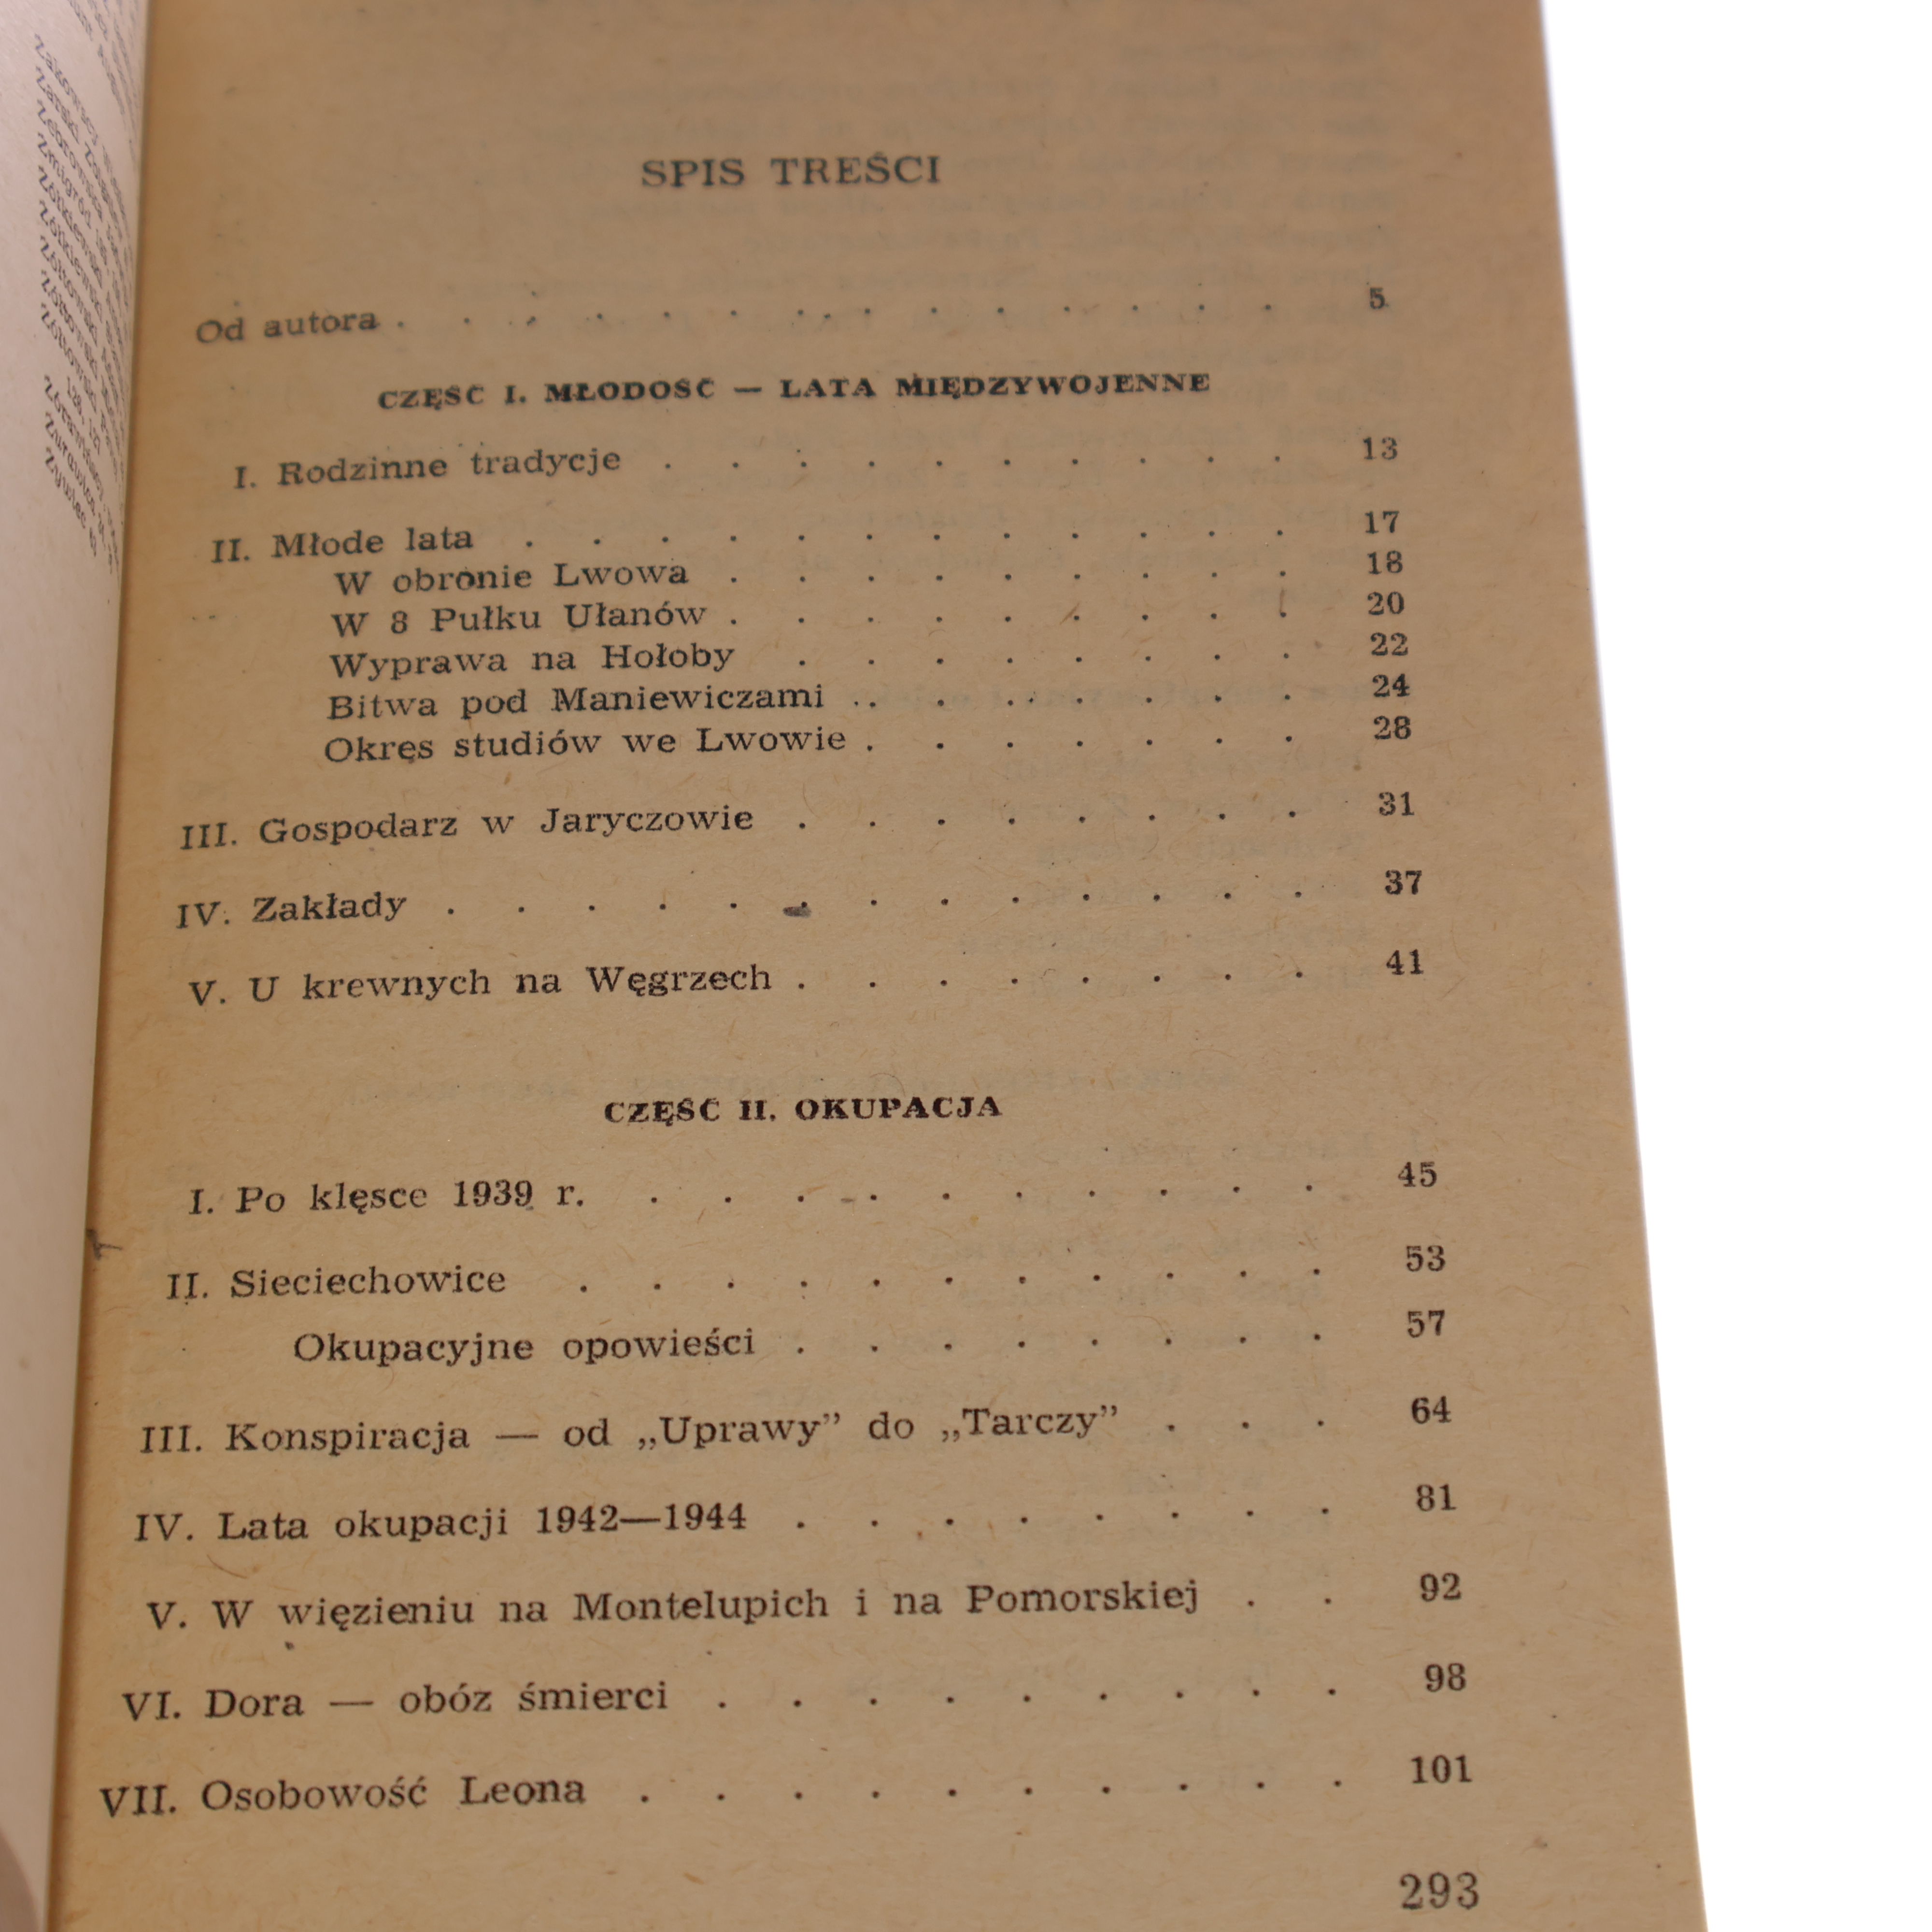 SPIS TREŚCI
Od autora . . . . . . . . . . . . . . 5
CZĘŚĆ I. MŁODOŚĆ — LATA MIĘDZYWOJENNE
I. Rodzinne tradycje . . . . . . . . . . 13
II. Młode lata . . . . . . . . . . . . 17
W obronie Lwowa . . . . . . . . . 18
W 8 Pułku Ułanów . . . . . . . . . 20
Wyprawa na Hołoby . . . . . . . . 22
Bitwa pod Maniewiczami . . . . . . . . 24
Okres studiów we Lwowie . . . . . . . 28
III. Gospodarz w Jaryczowie . . . . . . . . 31
IV. Zakłady . . . . . . . . . . . . . 37
V. U krewnych na Węgrzech . . . . . . . . 41
CZĘŚĆ II. OKUPACJA
I. Po klęsce 1939 r. . . . . . . . . . . 45
II. Sieciechowice . . . . . . . . . . . 53
Okupacyjne opowieści . . . . . . . . 57
III. Konspiracja — od „Uprawy” do „Tarczy” . . . 64
IV. Lata okupacji 1942—1944 . . . . . . . . 81
V. W więzieniu na Montelupich i na Pomorskiej . . 92
VI. Dora — obóz śmierci . . . . . . . . . 98
VII. Osobowość Leona . . . . . . . . . . 101
293